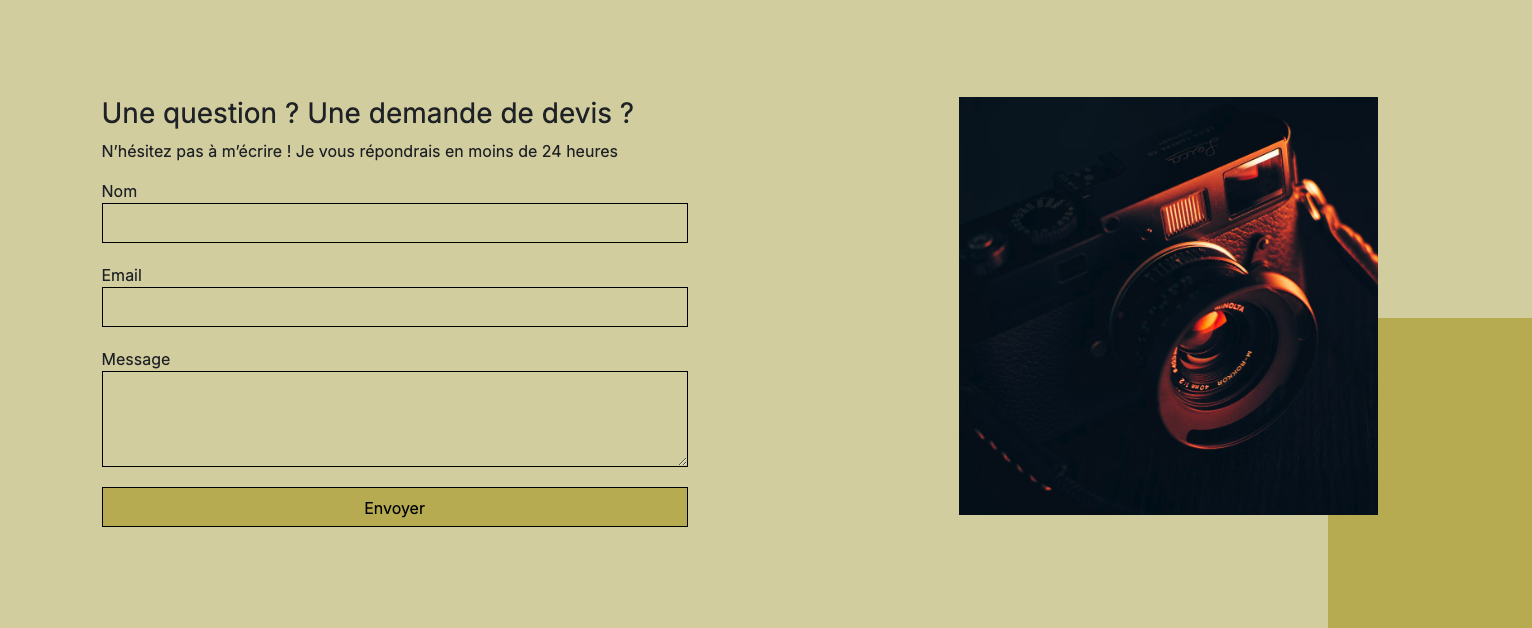 Une question ? Une demande de devis ?
N’hésitez pas à m’écrire ! Je vous répondrais en moins de 24 heures
Nom
Email
Message
Envoyer
Leica
MINOLTA
M-ROKKOR 40mm 1:2